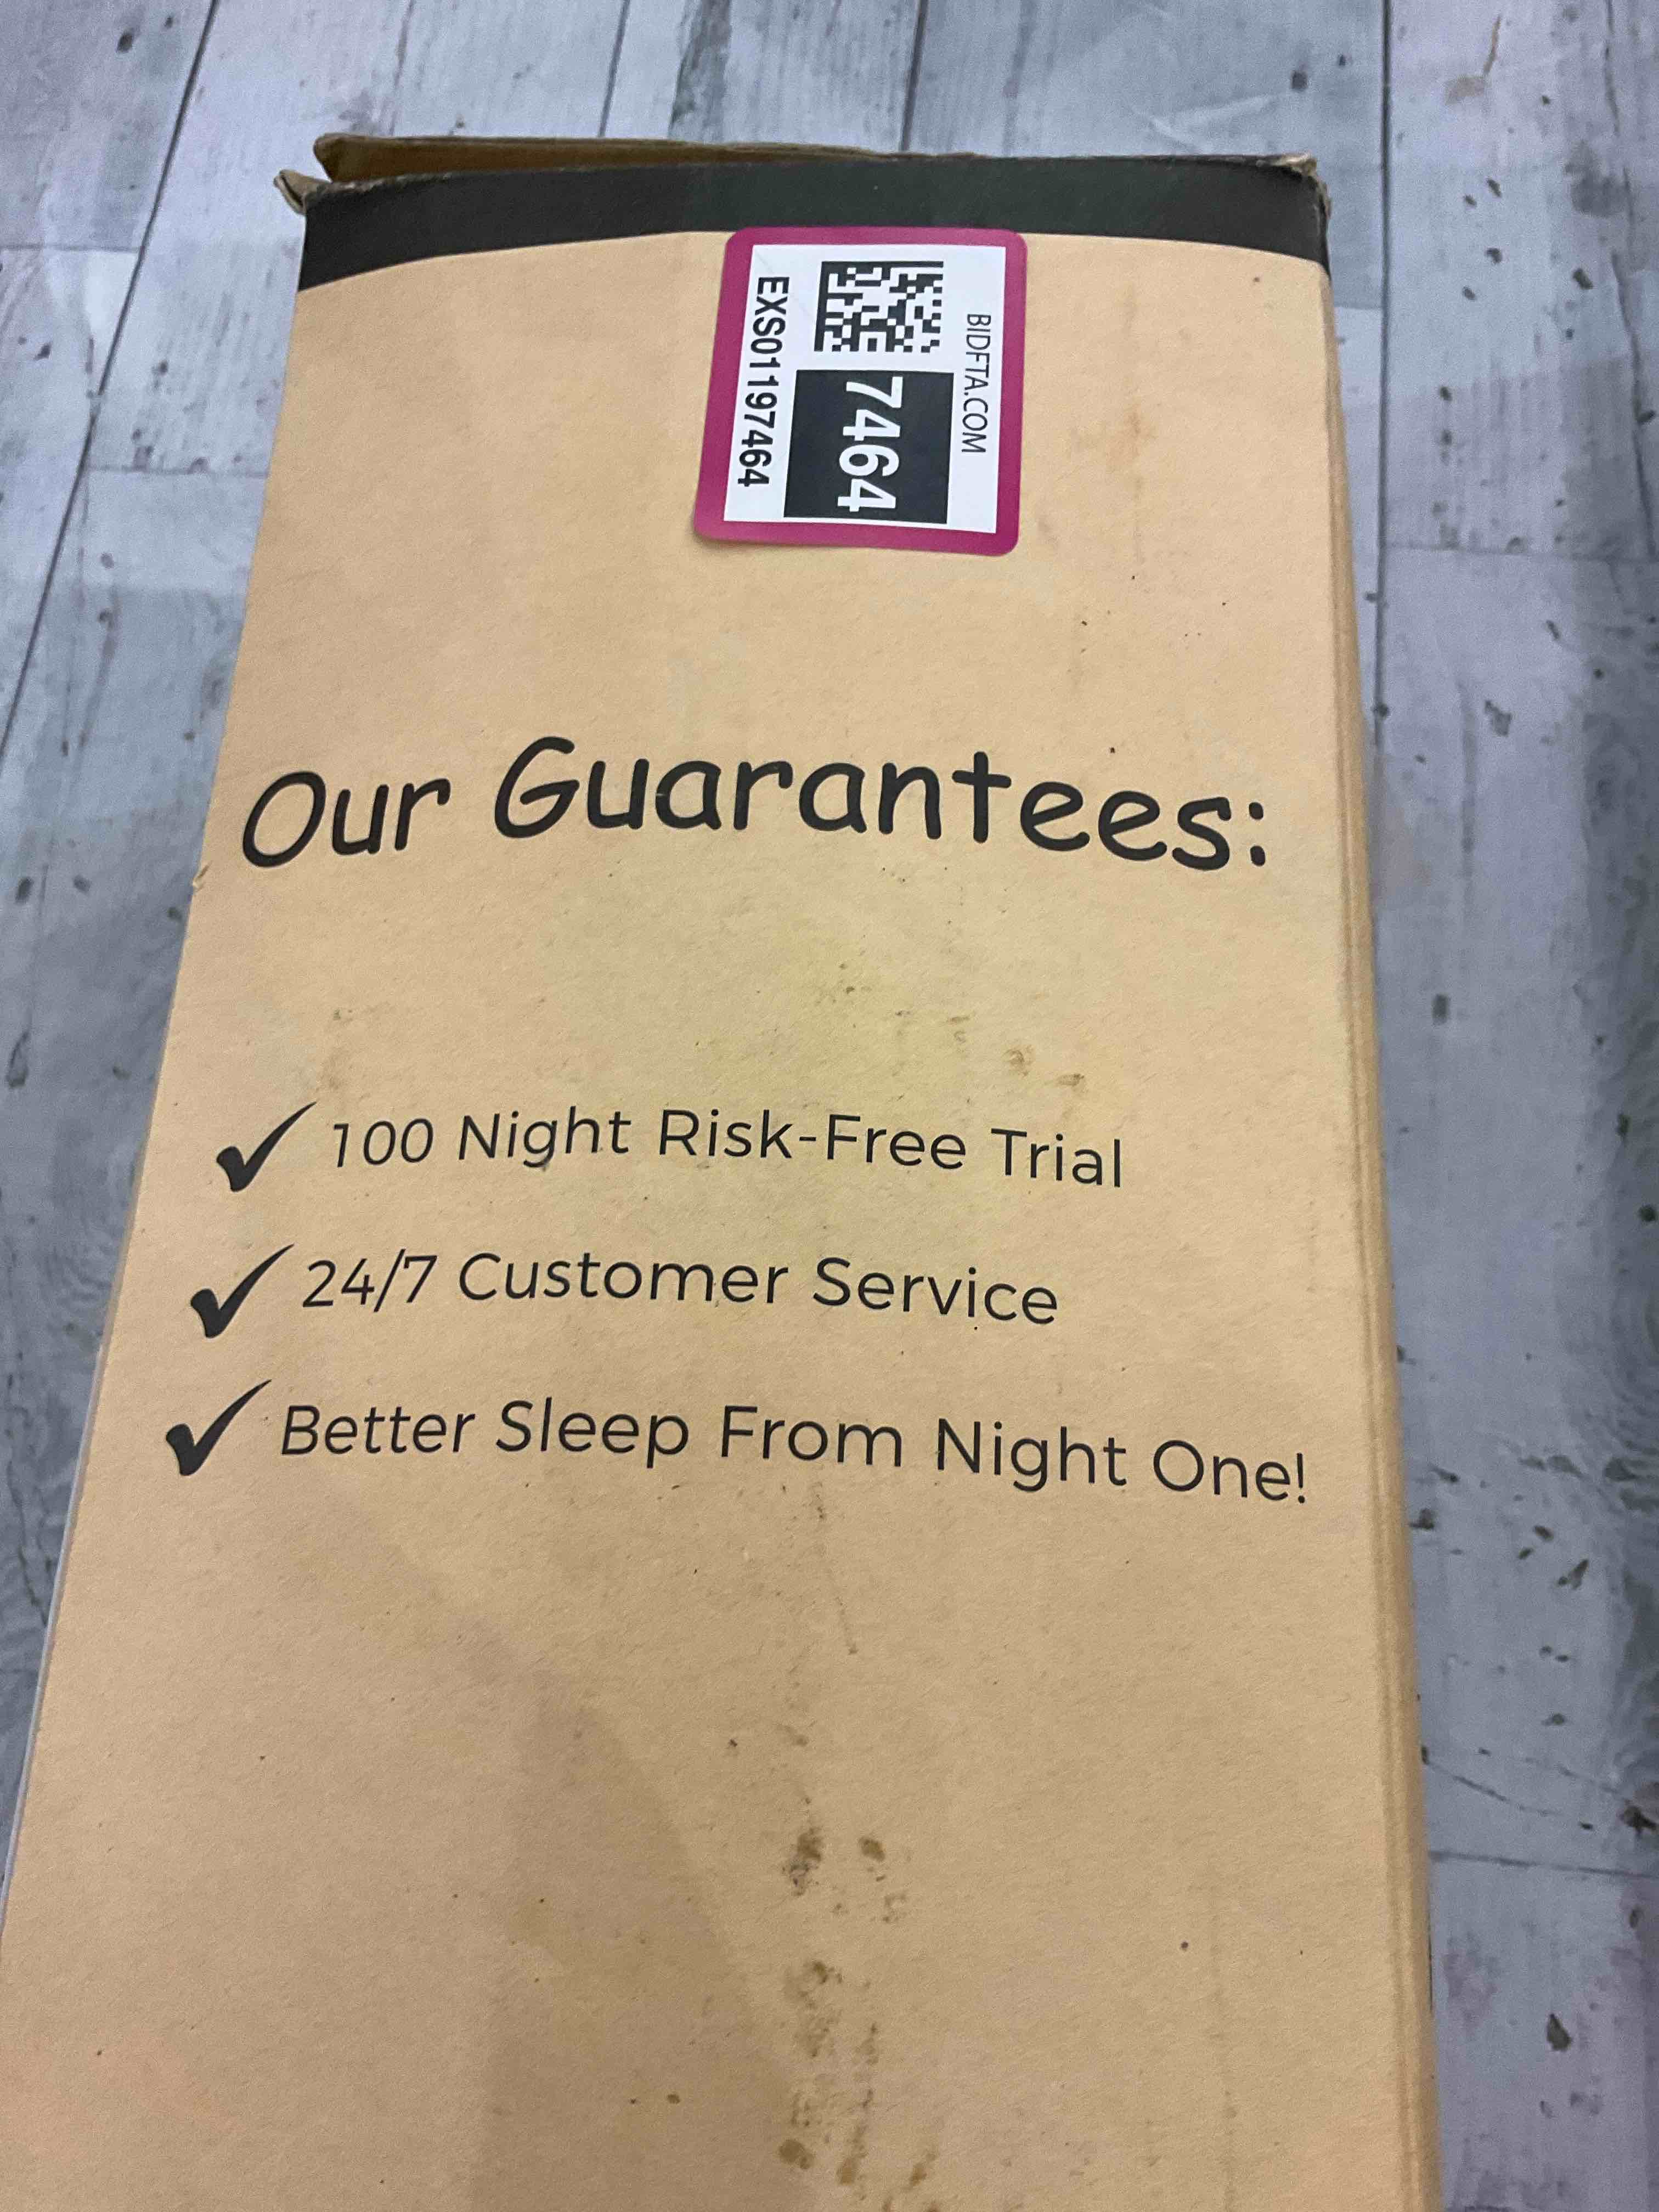 BIDFTA.COM
7464
EXS01197464
Our Guarantees:
✓ 100 Night Risk-Free Trial
✓ 24/7 Customer Service
✓ Better Sleep From Night One!